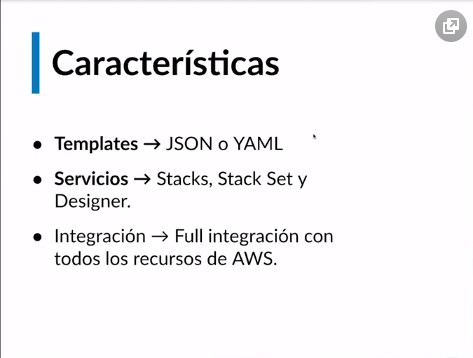 Características
• Templates → JSON o YAML
• Servicios → Stacks, Stack Set y
Designer.
• Integración → Full integración con
todos los recursos de AWS.